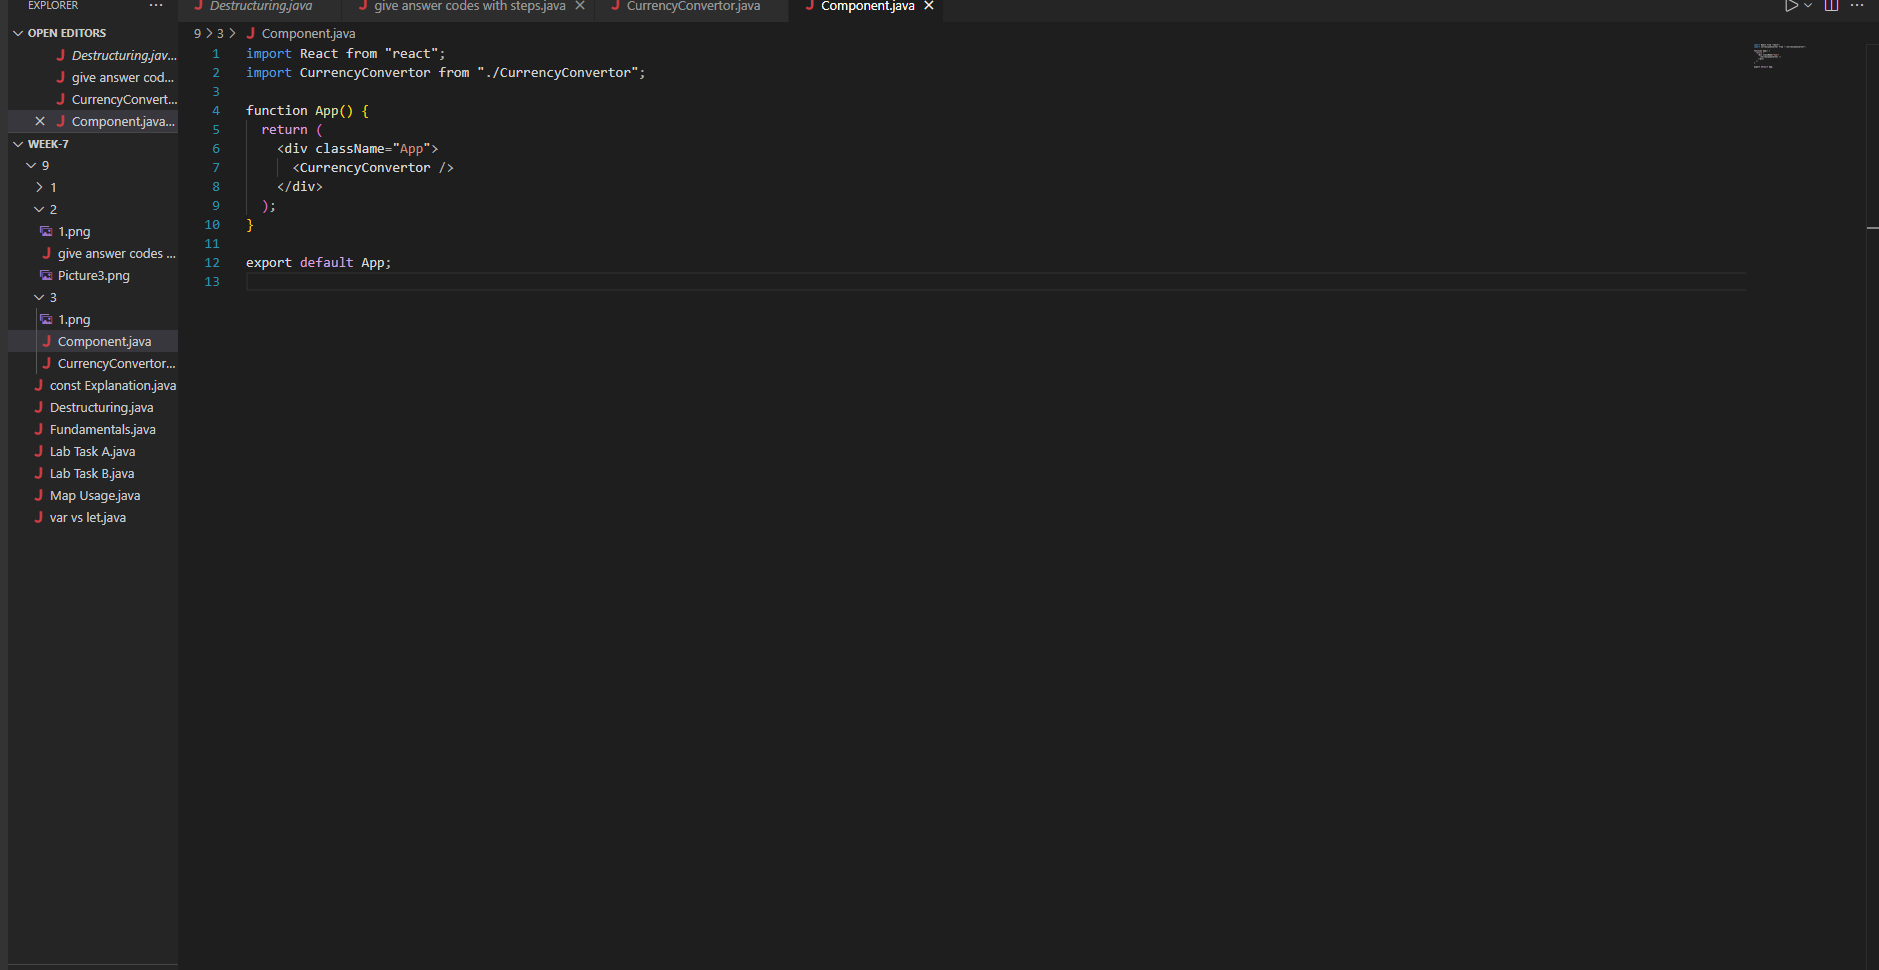 EXPLORER
Destructuring.java
give answer codes with steps.java
CurrencyConvertor.java
Component.java
OPEN EDITORS
Destructuring.jav...
give answer cod...
CurrencyConvert...
Component.java...
WEEK-7
9
1
2
1.png
give answer codes ...
Picture3.png
3
1.png
Component.java
CurrencyConvertor...
const Explanation.java
Destructuring.java
Fundamentals.java
Lab Task A.java
Lab Task B.java
Map Usage.java
var vs let.java
9 > 3 > Component.java
1 import React from "react";
2 import CurrencyConvertor from "./CurrencyConvertor";
3
4 function App() {
5   return (
6     <div className="App">
7       <CurrencyConvertor />
8     </div>
9   );
10 }
11
12 export default App;
13